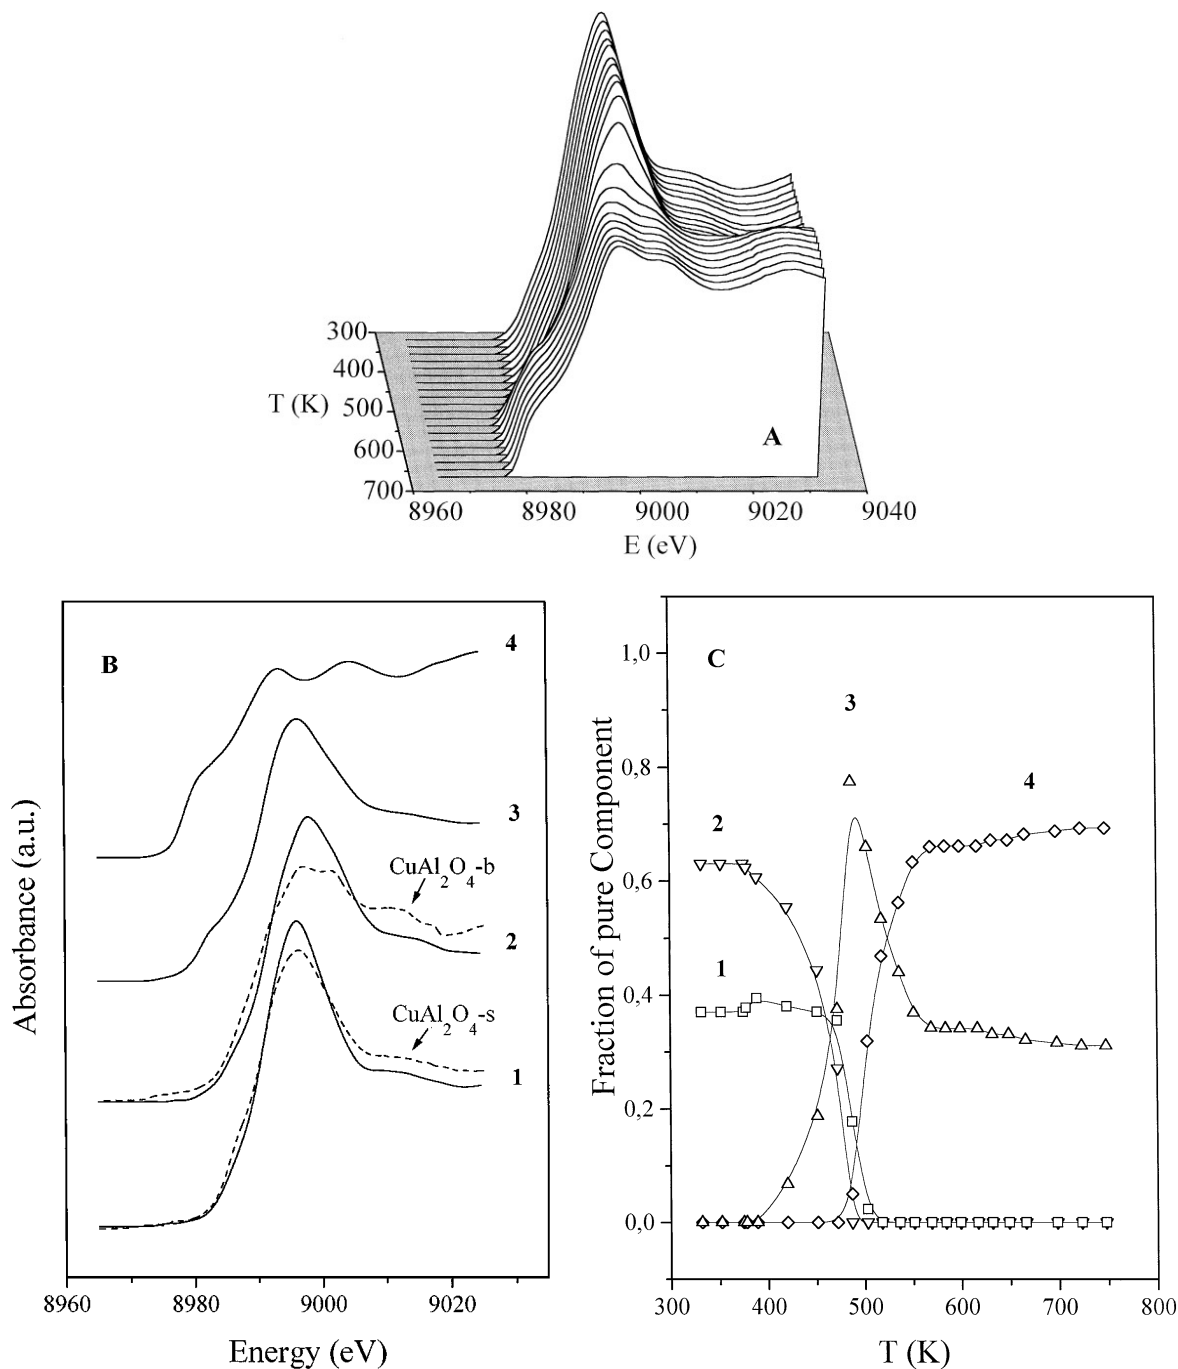 300
400
T (K)
500
600
700
A
8960 8980 9000 9020 9040
E (eV)
B
4
3
CuAl2O4-b
2
CuAl2O4-s
1
Absorbance (a.u.)
8960 8980 9000 9020
Energy (eV)
C
1,0
3
0,8
4
2
0,6
1
0,4
0,2
0,0
Fraction of pure Component
300 400 500 600 700 800
T (K)